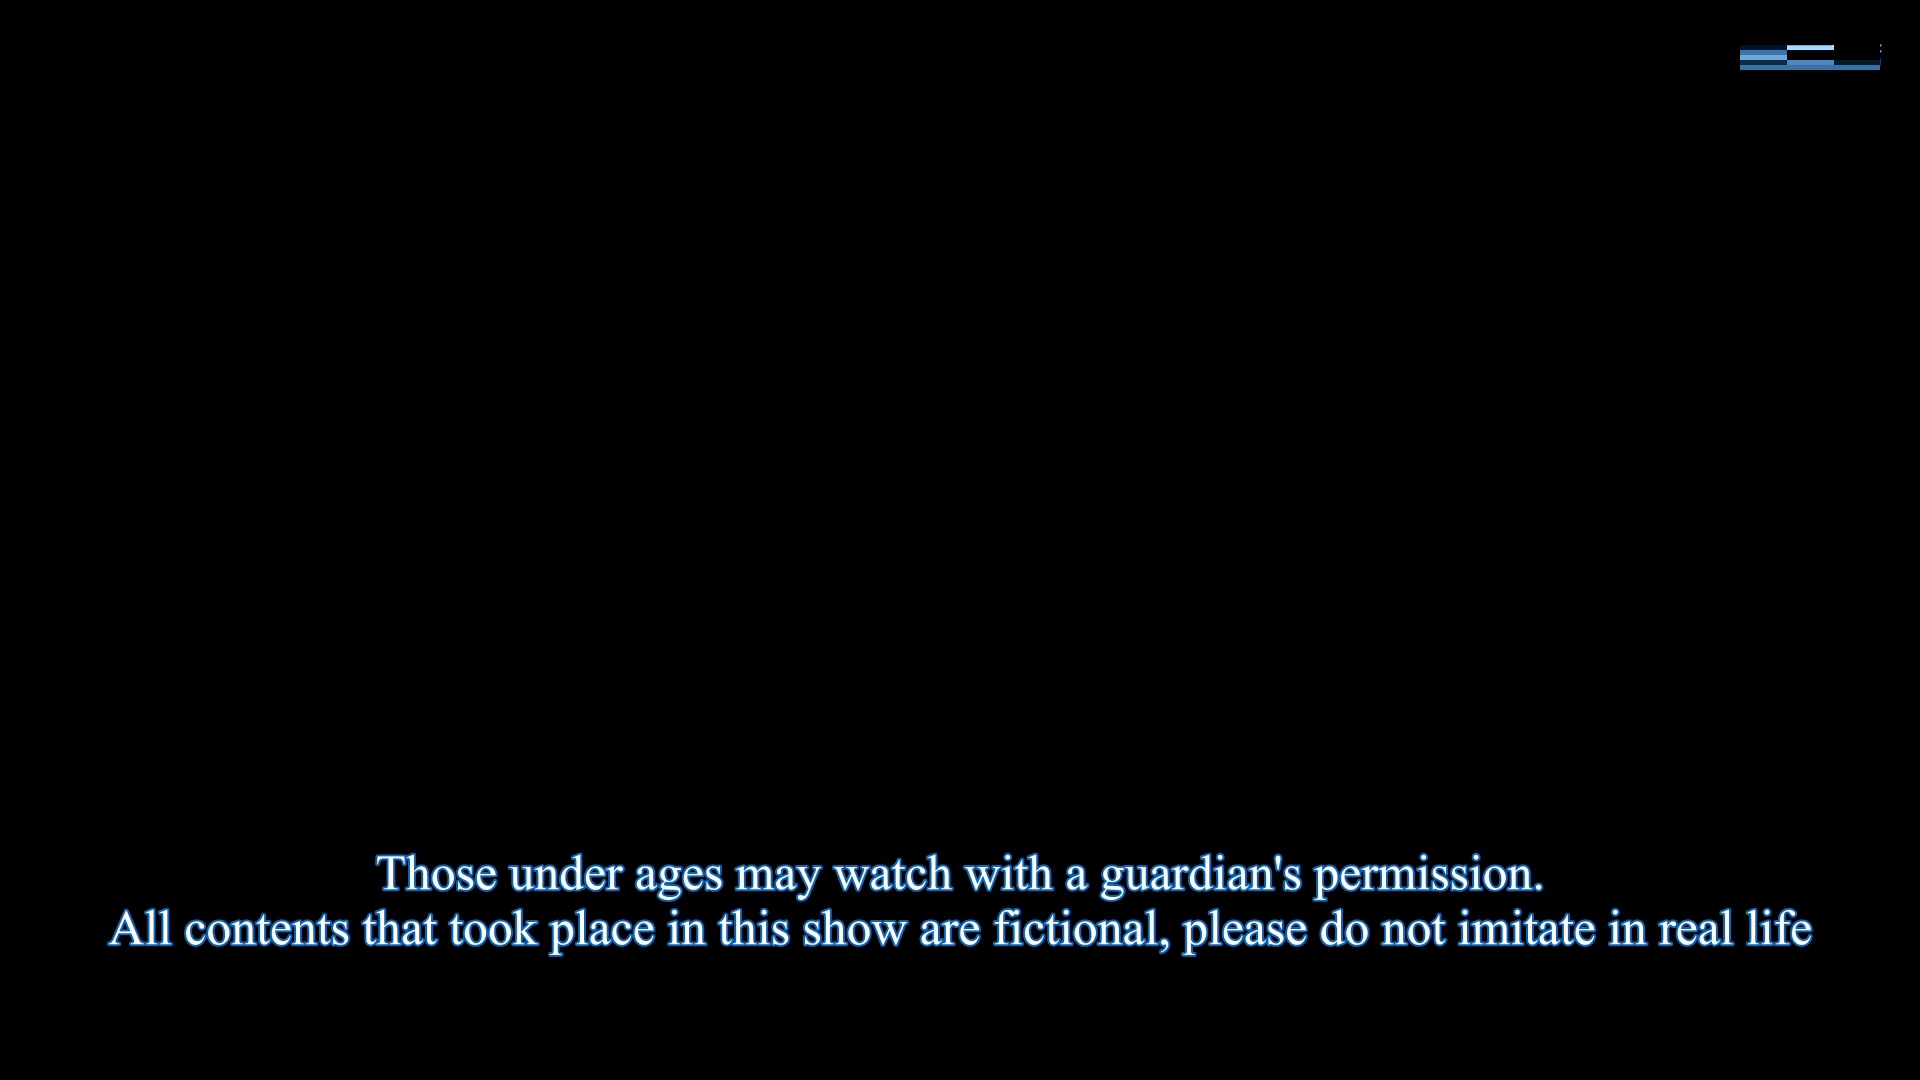 Those under ages may watch with a guardian's permission.
All contents that took place in this show are fictional, please do not imitate in real life